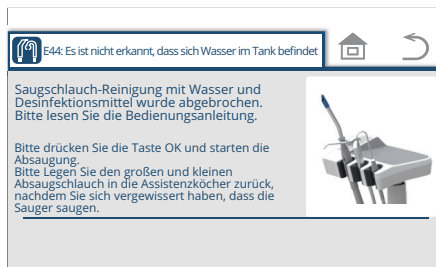 E44: Es ist nicht erkannt, dass sich Wasser im Tank befindet
Saugschlauch-Reinigung mit Wasser und
Desinfektionsmittel wurde abgebrochen.
Bitte lesen Sie die Bedienungsanleitung.
Bitte drücken Sie die Taste OK und starten die
Absaugung.
Bitte Legen Sie den großen und kleinen
Absaugschlauch in die Assistenzköcher zurück,
nachdem Sie sich vergewissert haben, dass die
Sauger saugen.